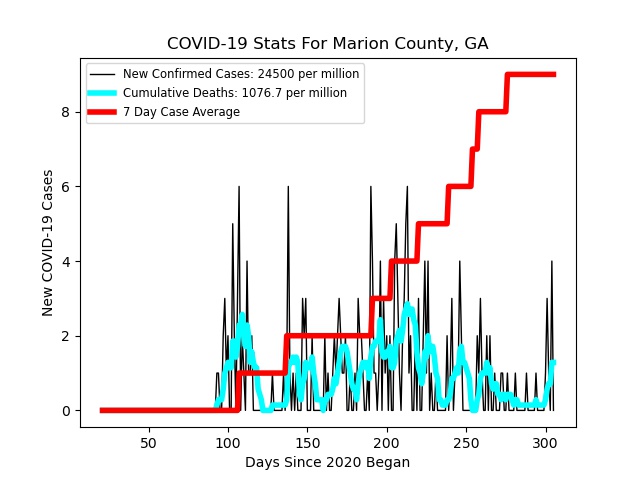 COVID-19 Stats For Marion County, GA
New Confirmed Cases: 24500 per million
Cumulative Deaths: 1076.7 per million
7 Day Case Average
New COVID-19 Cases
8
6
4
2
0
50 100 150 200 250 300
Days Since 2020 Began